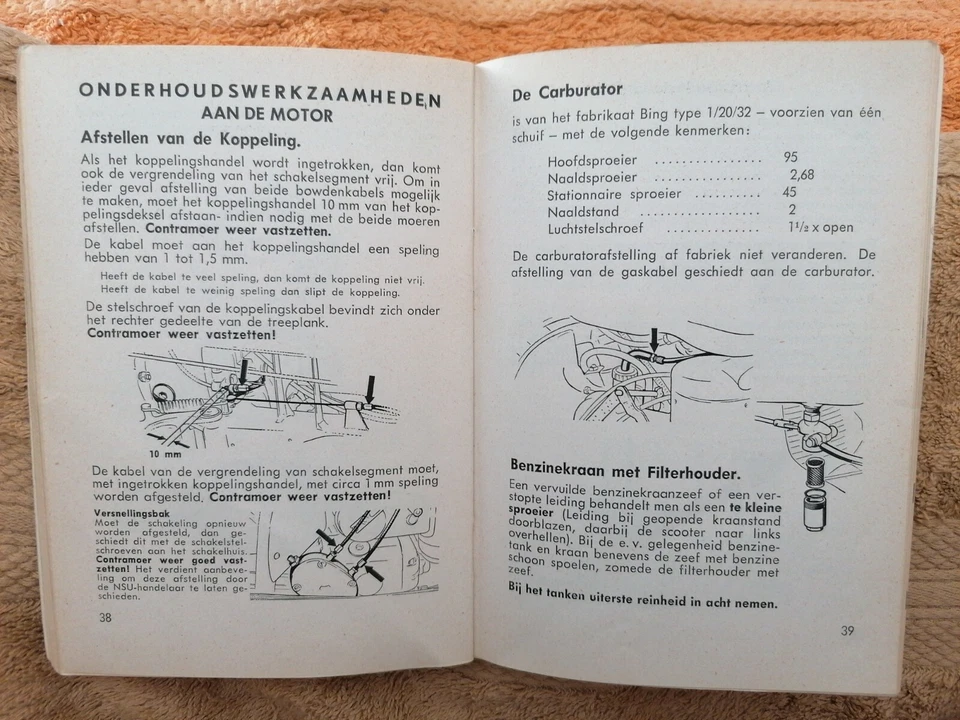 ONDERHOUDSWERKZAAMHEDEN
AAN DE MOTOR
Afstellen van de Koppeling.
Als het koppelingshandel wordt ingetrokken, dan komt
ook de vergrendeling van het schakelsegment vrij. Om in
ieder geval afstelling van beide bowdenkabels mogelijk
te maken, moet het koppelingshandel 10 mm van het kop-
pelingsdeksel afstaan- indien nodig met de beide moeren
afstellen. Contramoer weer vastzetten.
De kabel moet aan het koppelingshandel een speling
hebben van 1 tot 1,5 mm.
Heeft de kabel te veel speling, dan komt de koppeling niet vrij.
Heeft de kabel te weinig speling dan slipt de koppeling.
De stelschroef van de koppelingskabel bevindt zich onder
het rechter gedeelte van de treeplank.
Contramoer weer vastzetten!
10 mm
De kabel van de vergrendeling van schakelsegment moet,
met ingetrokken koppelingshandel, met circa 1 mm speling
worden afgesteld. Contramoer weer vastzetten!
Versnellingsbak
Moet de schakeling opnieuw
worden afgesteld, dan ge-
schiedt dit met de schakelstel-
schroeven aan het schakelhuis.
Contramoer weer goed vast-
zetten! Het verdient aanbeve-
ling om deze afstelling door
de NSU-handelaar te laten ge-
schieden.
38
De Carburator
is van het fabrikaat Bing type 1/20/32 – voorzien van één
schuif – met de volgende kenmerken:
Hoofdsproeier ................ 95
Naaldsproeier ................ 2,68
Stationnaire sproeier .......... 45
Naaldstand .................. 2
Luchtstelschroef .............. 1 1/2 x open
De carburatorafstelling af fabriek niet veranderen. De
afstelling van de gaskabel geschiedt aan de carburator.
Benzinekraan met Filterhouder.
Een vervuilde benzinekraanzeef of een ver-
stopte leiding behandelt men als een te kleine
sproeier (Leiding bij geopende kraanstand
doorblazen, daarbij de scooter naar links
overhellen). Bij de e. v. gelegenheid benzine-
tank en kraan benevens de zeef met benzine
schoon spoelen, zomede de filterhouder met
zeef.
Bij het tanken uiterste reinheid in acht nemen.
39